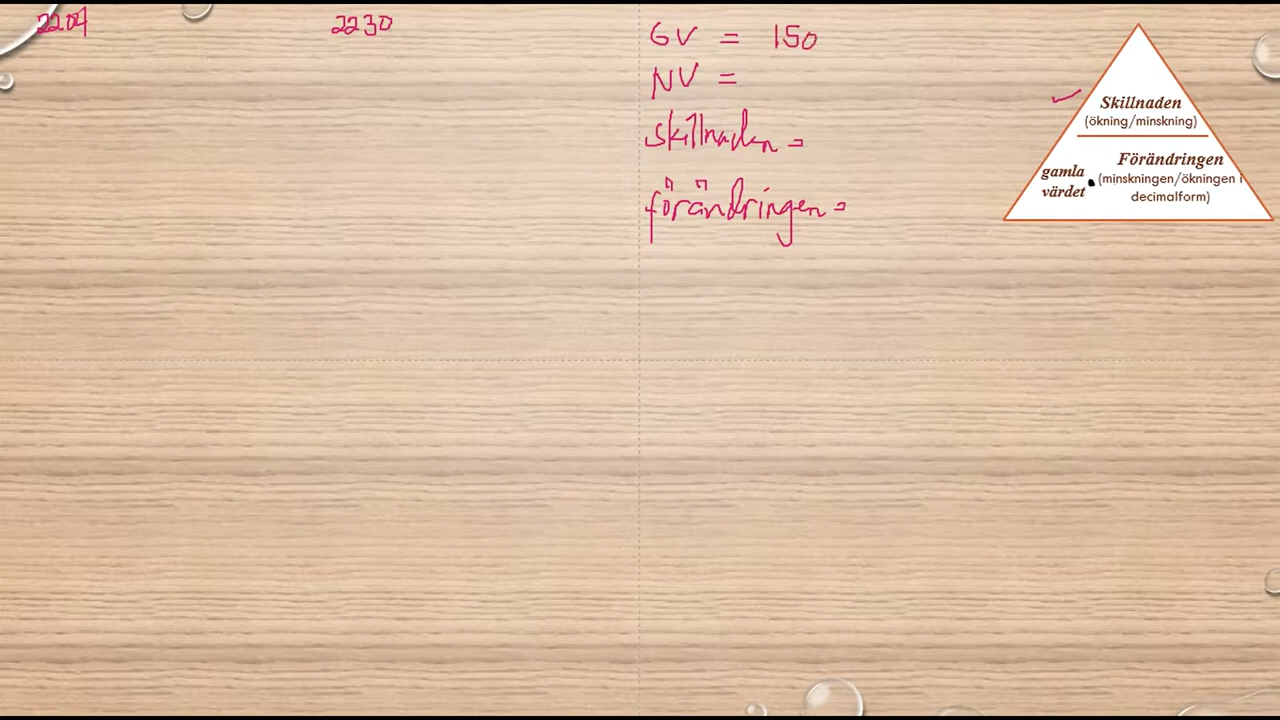 2204
2230
GV = 150
NV =
skillnaden =
förändringen =
Skillnaden
(ökning/minskning)
gamla värdet
Förändringen
(minskningen/ökningen i
decimalform)